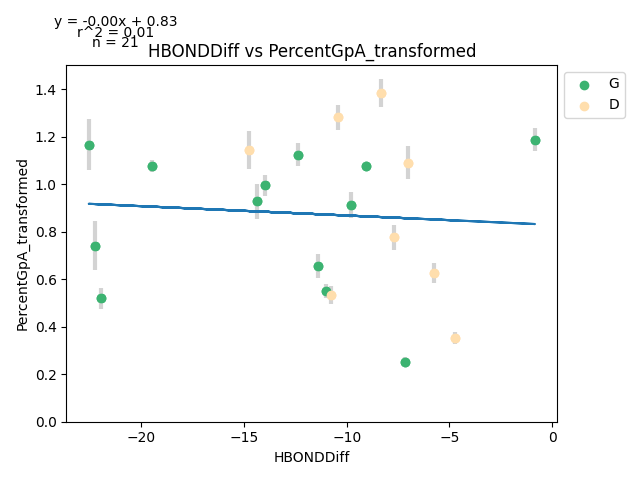 y = -0.00x + 0.83
r^2 = 0.01
n = 21
HBONDDiff vs PercentGpA_transformed
G
D
PercentGpA_transformed
1.4
1.2
1.0
0.8
0.6
0.4
0.2
0.0
−20
−15
−10
−5
0
HBONDDiff